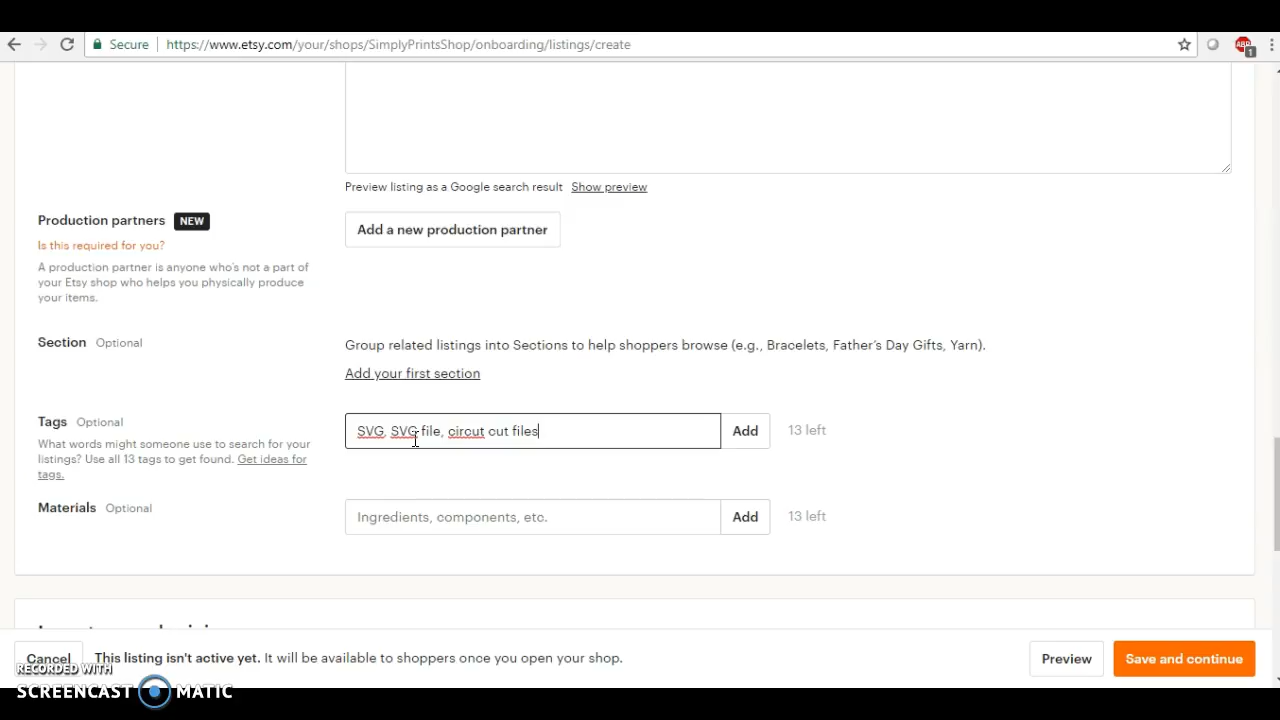 Secure https://www.etsy.com/your/shops/SimplyPrintsShop/onboarding/listings/create
ABP
1
Preview listing as a Google search result Show preview
Production partners NEW
Add a new production partner
Is this required for you?
A production partner is anyone who's not a part of
your Etsy shop who helps you physically produce
your items.
Section Optional
Group related listings into Sections to help shoppers browse (e.g., Bracelets, Father's Day Gifts, Yarn).
Add your first section
Tags Optional
SVG, SVG file, circut cut files
Add
13 left
What words might someone use to search for your
listings? Use all 13 tags to get found. Get ideas for
tags.
Materials Optional
Ingredients, components, etc.
Add
13 left
Cancel
This listing isn't active yet. It will be available to shoppers once you open your shop.
Preview
Save and continue
RECORDED WITH
SCREENCAST MATIC